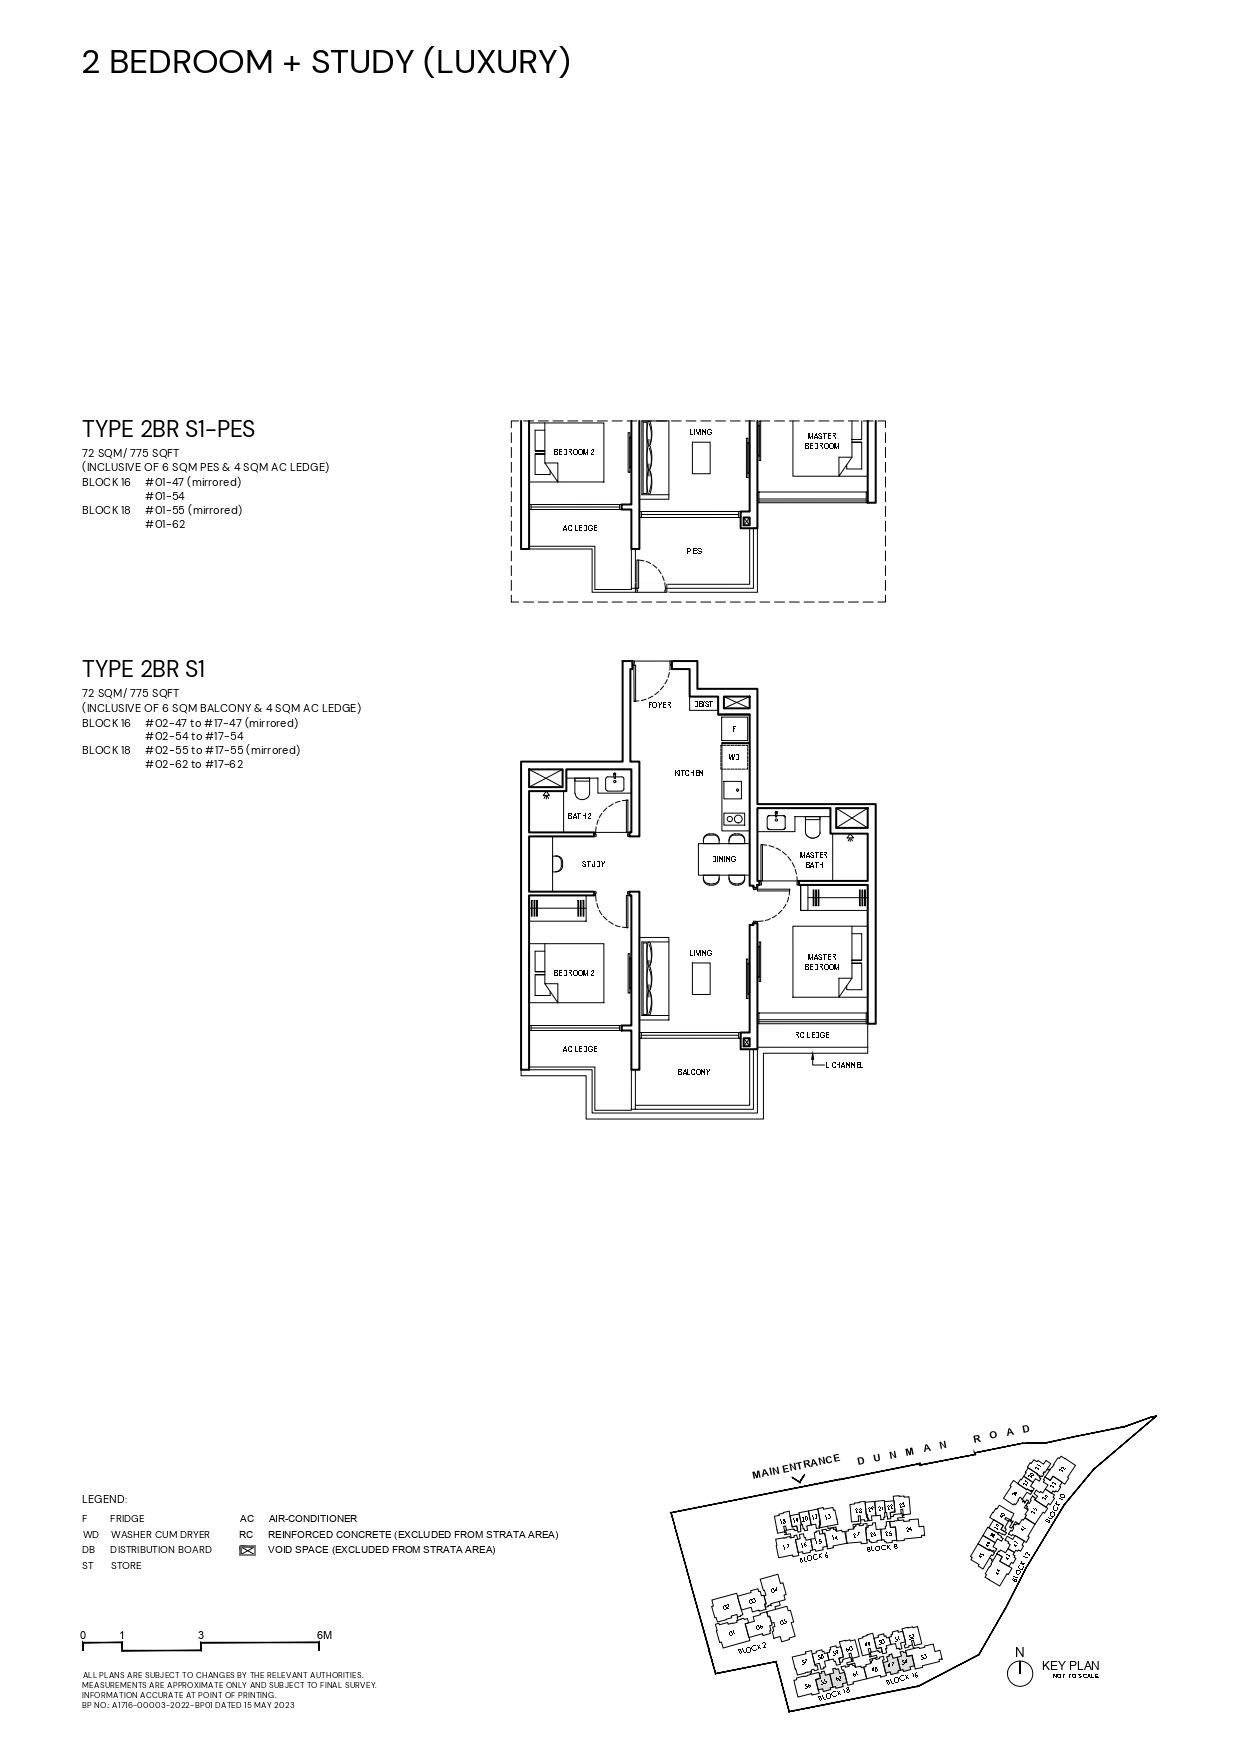 2 BEDROOM + STUDY (LUXURY)
TYPE 2BR S1-PES
72 SQM/ 775 SQFT
(INCLUSIVE OF 6 SQM PES & 4 SQM AC LEDGE)
BLOCK 16 #01-47 (mirrored)
#01-54
BLOCK 18 #01-55 (mirrored)
#01-62
BEDROOM 2
LIVING
MASTER
BEDROOM
AC LEDGE
PES
TYPE 2BR S1
72 SQM/ 775 SQFT
(INCLUSIVE OF 6 SQM BALCONY & 4 SQM AC LEDGE)
BLOCK 16 #02-47 to #17-47 (mirrored)
#02-54 to #17-54
BLOCK 18 #02-55 to #17-55 (mirrored)
#02-62 to #17-62
FOYER
DB/ST
F
WD
KITCHEN
BATH 2
STUDY
DINING
MASTER
BATH
LIVING
BEDROOM 2
MASTER
BEDROOM
RC LEDGE
AC LEDGE
BALCONY
L CHANNEL
MAIN ENTRANCE
DUNMAN ROAD
BLOCK 6
BLOCK 8
BLOCK 10
BLOCK 12
BLOCK 2
BLOCK 18
BLOCK 16
N
KEY PLAN
NOT TO SCALE
LEGEND:
F FRIDGE
WD WASHER CUM DRYER
DB DISTRIBUTION BOARD
ST STORE
AC AIR-CONDITIONER
RC REINFORCED CONCRETE (EXCLUDED FROM STRATA AREA)
VOID SPACE (EXCLUDED FROM STRATA AREA)
0 1 3 6M
ALL PLANS ARE SUBJECT TO CHANGES BY THE RELEVANT AUTHORITIES.
MEASUREMENTS ARE APPROXIMATE ONLY AND SUBJECT TO FINAL SURVEY.
INFORMATION ACCURATE AT POINT OF PRINTING.
BP NO.: A1716-00003-2022-BP01 DATED 15 MAY 2023